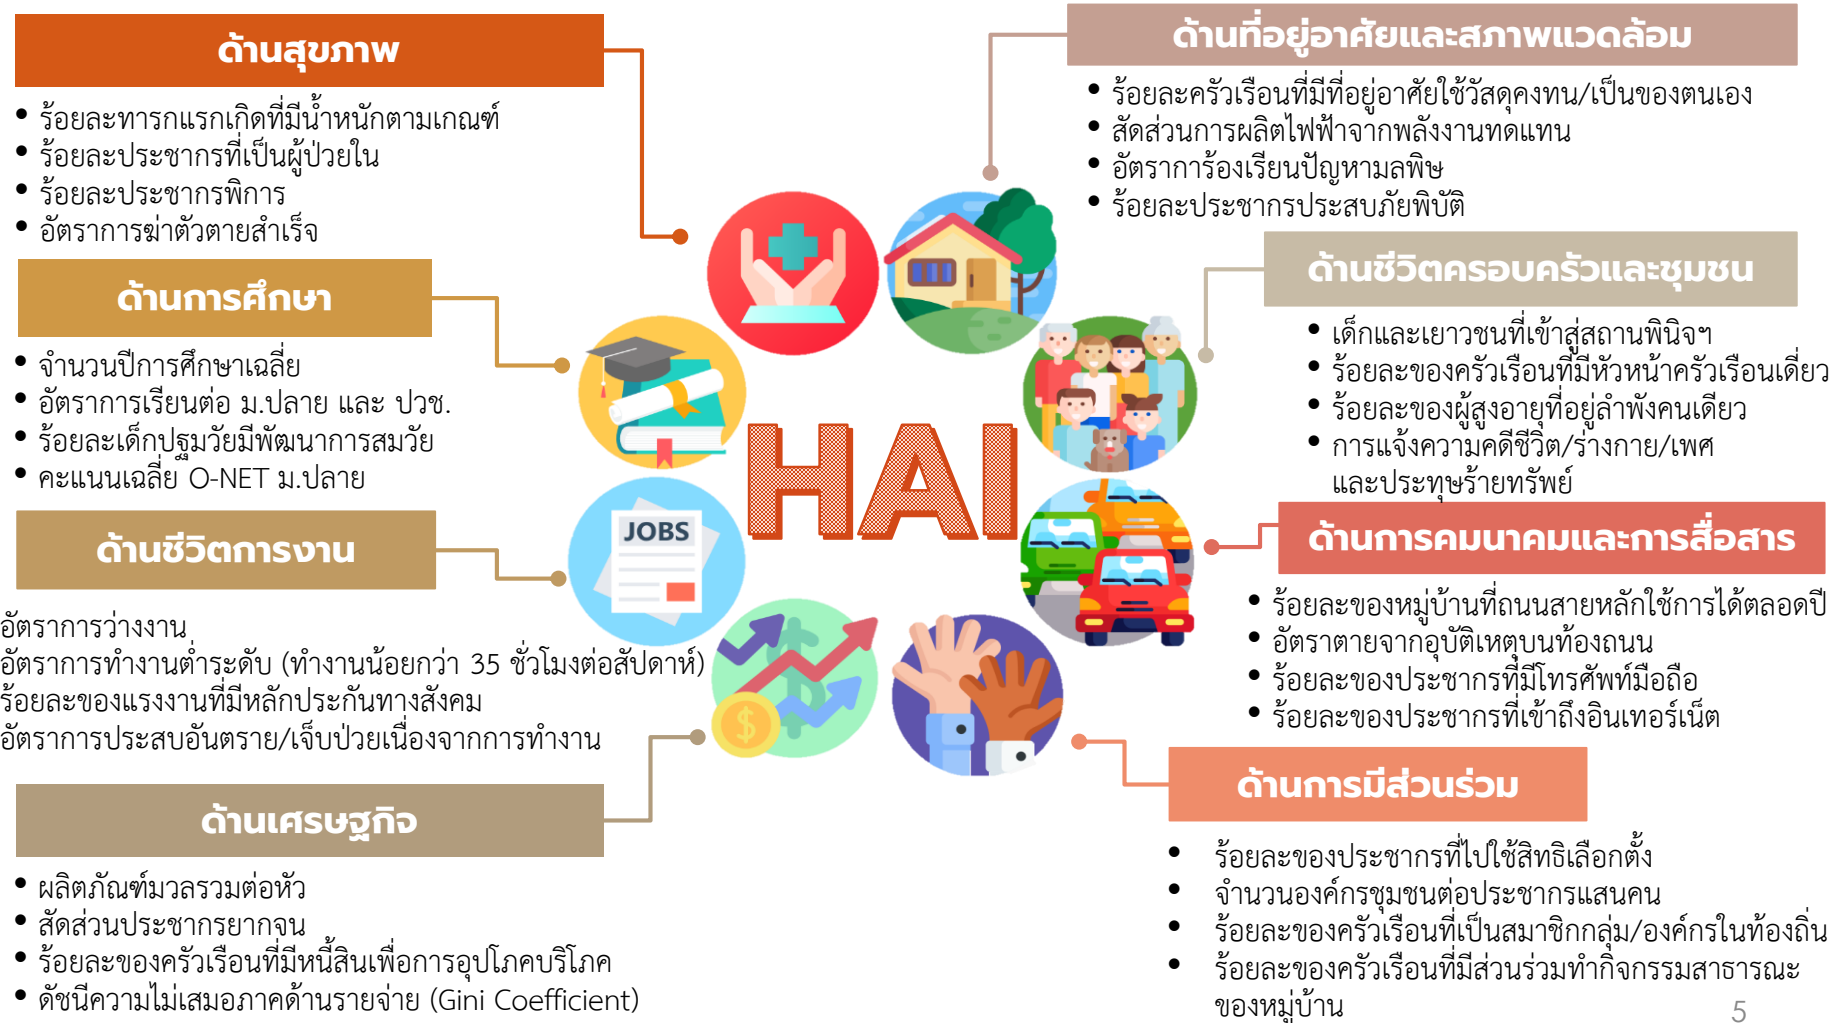 ด้านสุขภาพ
• ร้อยละทารกแรกเกิดที่มีน้ำหนักตามเกณฑ์
• ร้อยละประชากรที่เป็นผู้ป่วยใน
• ร้อยละประชากรพิการ
• อัตราการฆ่าตัวตายสำเร็จ
ด้านการศึกษา
• จำนวนปีการศึกษาเฉลี่ย
• อัตราการเรียนต่อ ม.ปลาย และ ปวช.
• ร้อยละเด็กปฐมวัยมีพัฒนาการสมวัย
• คะแนนเฉลี่ย O-NET ม.ปลาย
ด้านชีวิตการงาน
อัตราการว่างงาน
อัตราการทำงานต่ำระดับ (ทำงานน้อยกว่า 35 ชั่วโมงต่อสัปดาห์)
ร้อยละของแรงงานที่มีหลักประกันทางสังคม
อัตราการประสบอันตราย/เจ็บป่วยเนื่องจากการทำงาน
ด้านเศรษฐกิจ
• ผลิตภัณฑ์มวลรวมต่อหัว
• สัดส่วนประชากรยากจน
• ร้อยละของครัวเรือนที่มีหนี้สินเพื่อการอุปโภคบริโภค
• ดัชนีความไม่เสมอภาคด้านรายจ่าย (Gini Coefficient)
HAI
JOBS
$
ด้านที่อยู่อาศัยและสภาพแวดล้อม
• ร้อยละครัวเรือนที่มีที่อยู่อาศัยใช้วัสดุคงทน/เป็นของตนเอง
• สัดส่วนการผลิตไฟฟ้าจากพลังงานทดแทน
• อัตราการ้องเรียนปัญหามลพิษ
• ร้อยละประชากรประสบภัยพิบัติ
ด้านชีวิตครอบครัวและชุมชน
• เด็กและเยาวชนที่เข้าสู่สถานพินิจฯ
• ร้อยละของครัวเรือนที่มีหัวหน้าครัวเรือนเดี่ยว
• ร้อยละของผู้สูงอายุที่อยู่ลำพังคนเดียว
• การแจ้งความคดีชีวิต/ร่างกาย/เพศ
และประทุษร้ายทรัพย์
ด้านการคมนาคมและการสื่อสาร
• ร้อยละของหมู่บ้านที่ถนนสายหลักใช้การได้ตลอดปี
• อัตราตายจากอุบัติเหตุบนท้องถนน
• ร้อยละของประชากรที่มีโทรศัพท์มือถือ
• ร้อยละของประชากรที่เข้าถึงอินเทอร์เน็ต
ด้านการมีส่วนร่วม
• ร้อยละของประชากรที่ไปใช้สิทธิเลือกตั้ง
• จำนวนองค์กรชุมชนต่อประชากรแสนคน
• ร้อยละของครัวเรือนที่เป็นสมาชิกกลุ่ม/องค์กรในท้องถิ่น
• ร้อยละของครัวเรือนที่มีส่วนร่วมทำกิจกรรมสาธารณะ
ของหมู่บ้าน
5